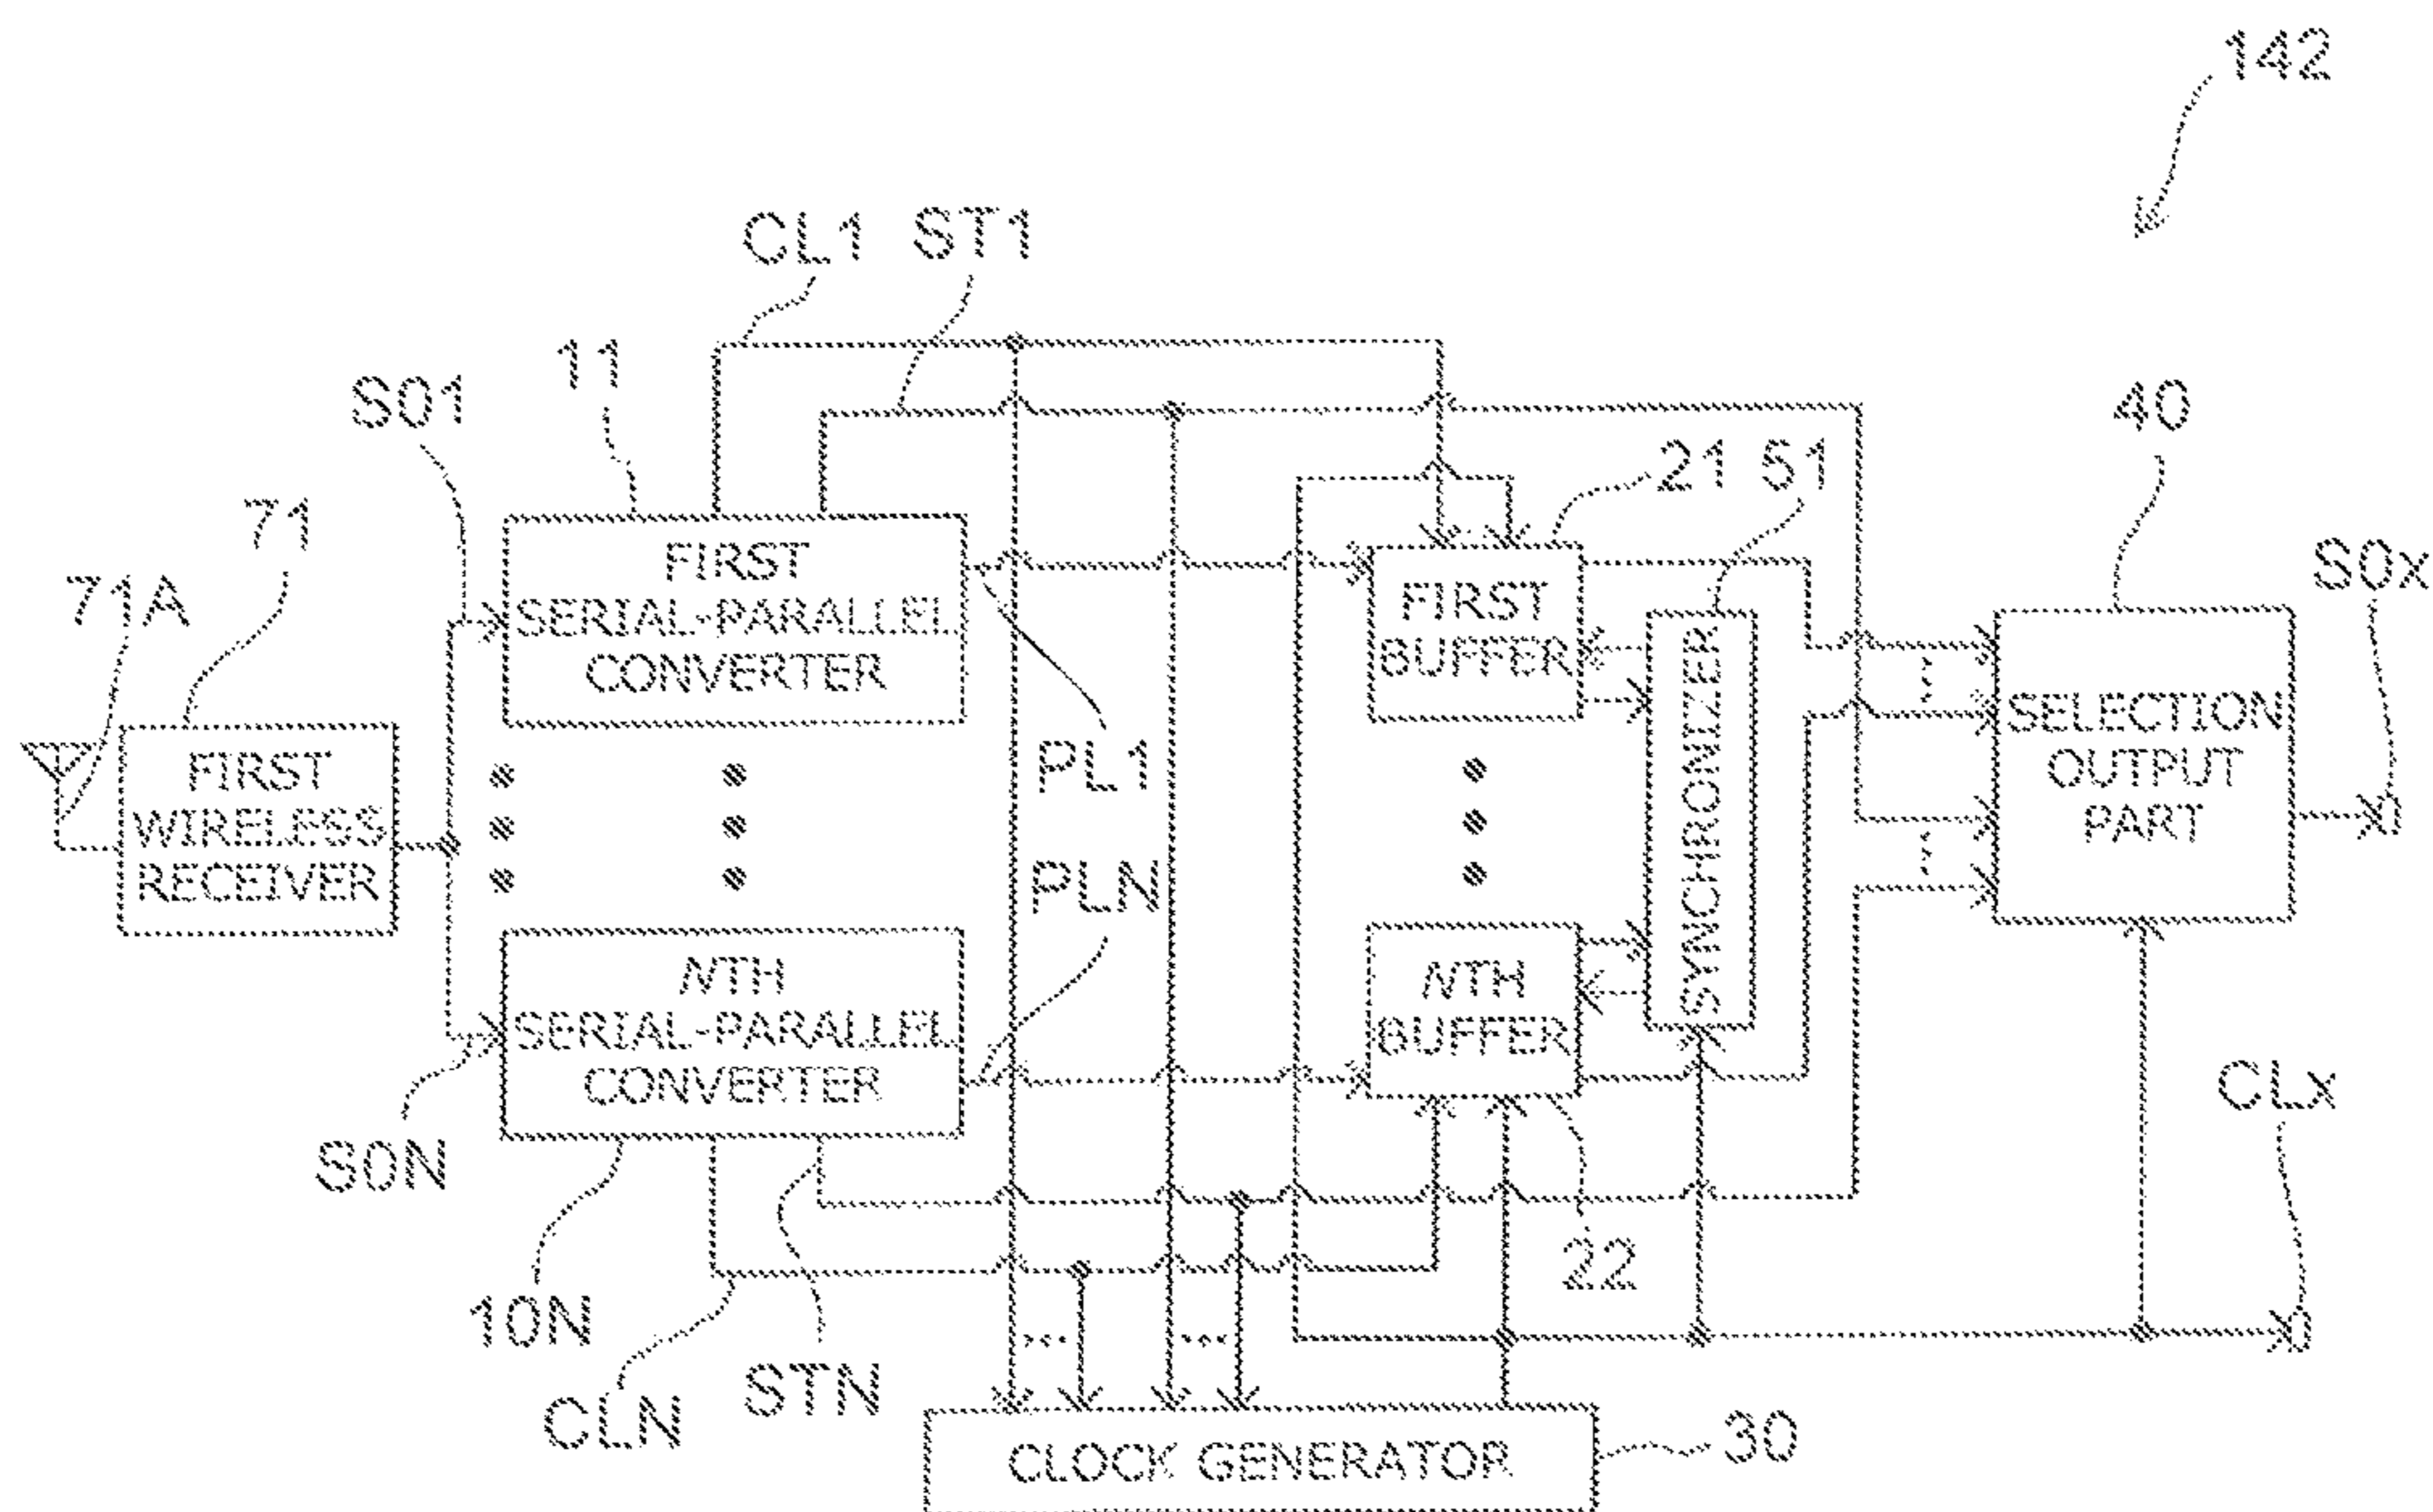 142
CL1 ST1
11
S01
40
21 51
71
S0x
71A
FIRST
SERIAL-PARALLEL
CONVERTER
FIRST
BUFFER
SYNCHRONIZER
SELECTION
OUTPUT
PART
FIRST
WIRELESS
RECEIVER
PL1
PLN
NTH
SERIAL-PARALLEL
CONVERTER
NTH
BUFFER
CLx
S0N
22
10N
STN
CLN
CLOCK GENERATOR
30